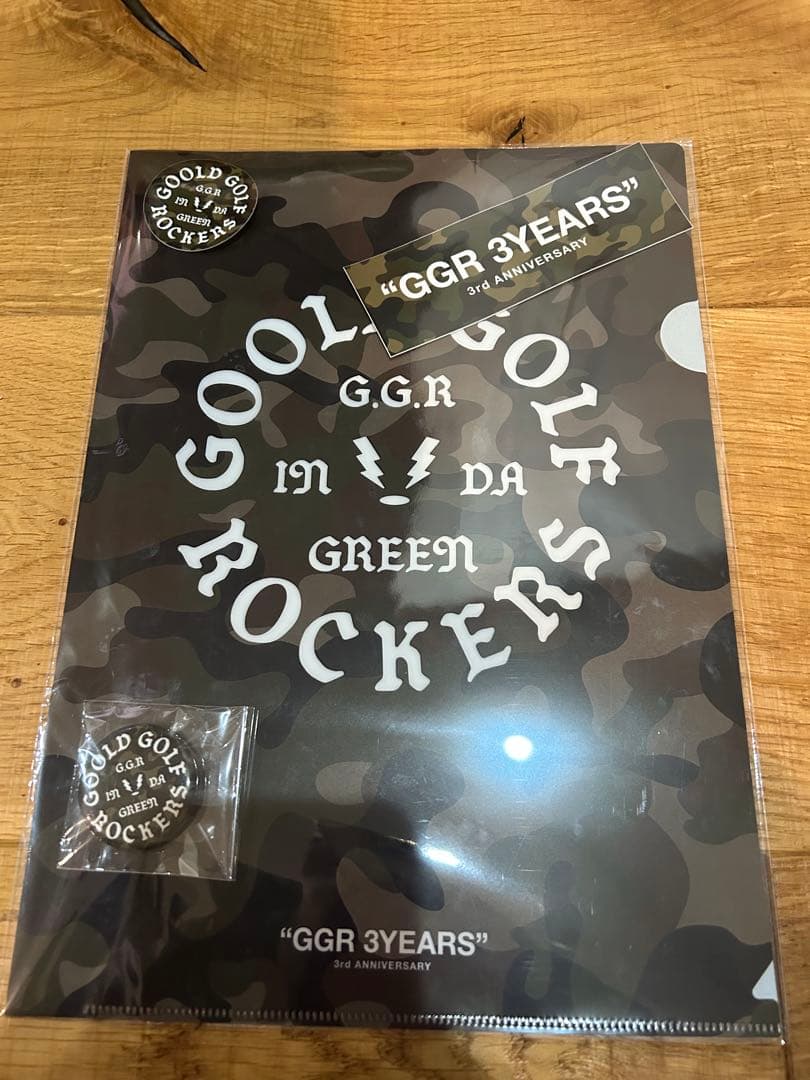 GOOLD GOLF
G.G.R
IN DA
GREEN
ROCKERS
"GGR 3YEARS"
3rd ANNIVERSARY
GOOL GOLF
G.G.R
IN DA
GREEN
ROCKERS
GOOLD GOLF
G.G.R
IN DA
GREEN
ROCKERS
"GGR 3YEARS"
3rd ANNIVERSARY